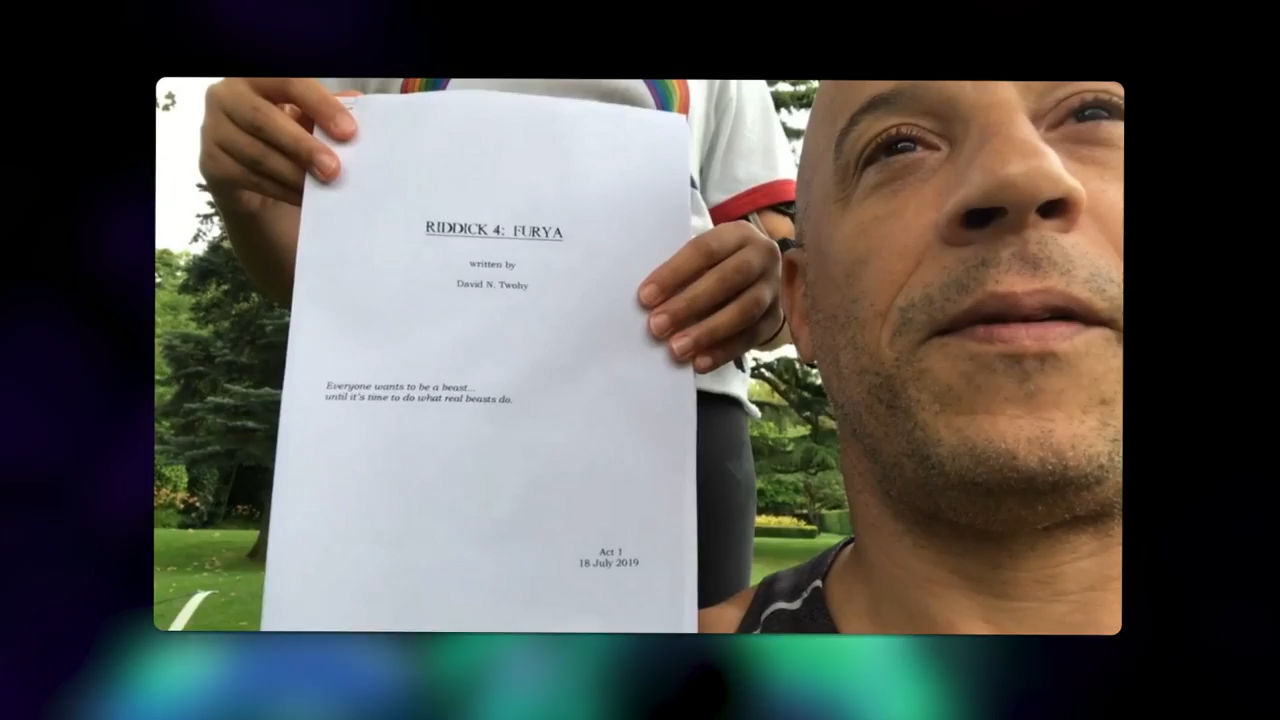 RIDDICK 4: FURYA
written by
David N. Twohy
Everyone wants to be a beast...
until it's time to do what real beasts do.
Act 1
18 July 2019